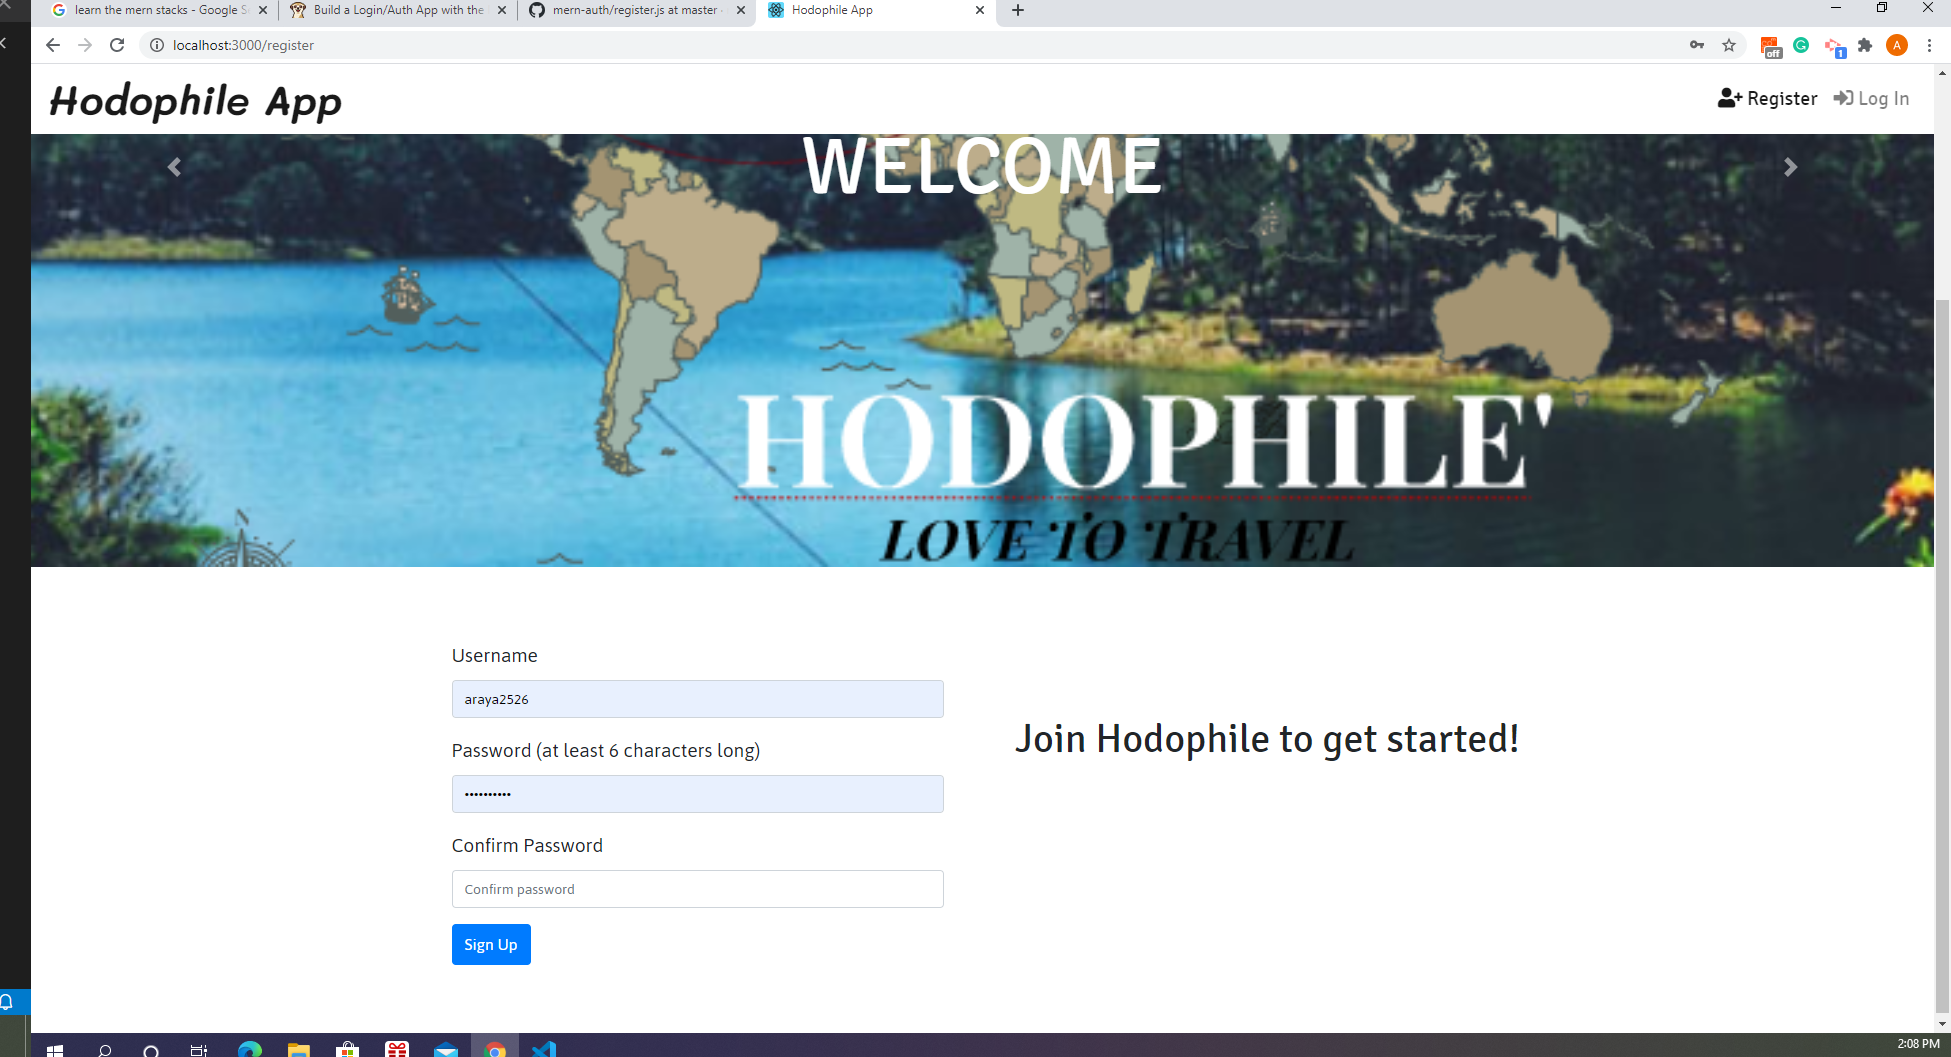 learn the mern stacks - Google S
Build a Login/Auth App with the
mern-auth/register.js at master
Hodophile App
localhost:3000/register
off
1
A
Hodophile App
Register
Log In
WELCOME
HODOPHILE'
LOVE TO TRAVEL
N
Username
araya2526
Password (at least 6 characters long)
Join Hodophile to get started!
Confirm Password
Confirm password
Sign Up
2:08 PM